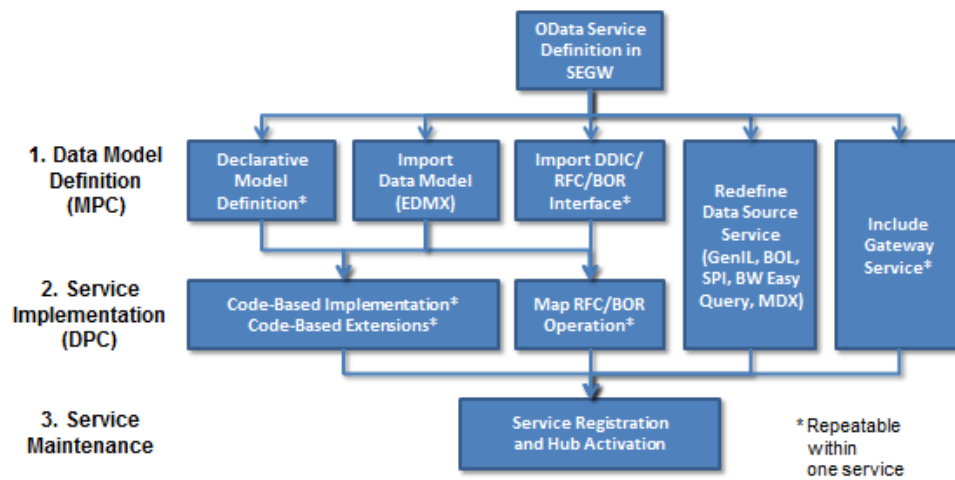 OData Service
Definition in
SEGW
1. Data Model
Definition
(MPC)
Declarative
Model
Definition*
Import
Data Model
(EDMX)
Import DDIC/
RFC/BOR
Interface*
Redefine
Data Source
Service
(GenIL, BOL,
SPI, BW Easy
Query, MDX)
Include
Gateway
Service*
2. Service
Implementation
(DPC)
Code-Based Implementation*
Code-Based Extensions*
Map RFC/BOR
Operation*
3. Service
Maintenance
Service Registration
and Hub Activation
* Repeatable
within
one service